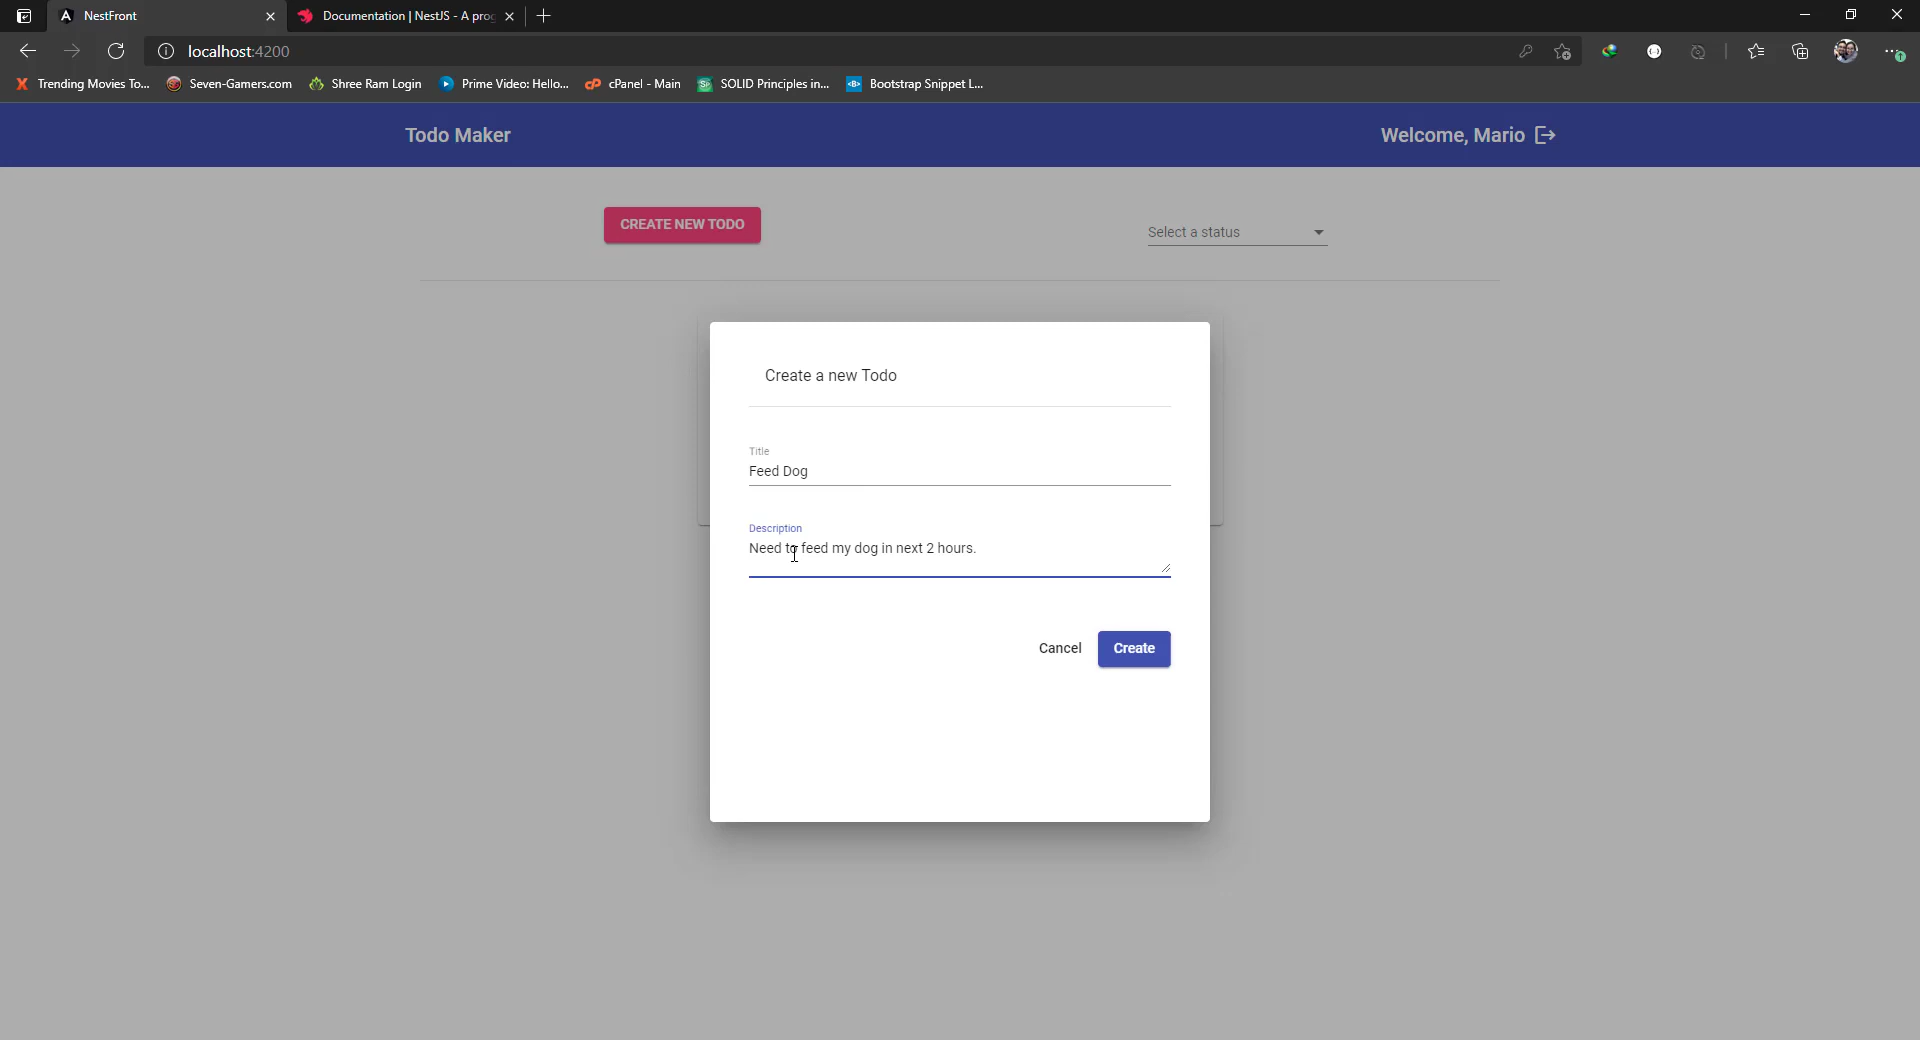 NestFront
Documentation | NestJS - A prog
localhost:4200
Trending Movies To...
Seven-Gamers.com
Shree Ram Login
Prime Video: Hello...
cPanel - Main
SOLID Principles in...
Bootstrap Snippet L...
Todo Maker
Welcome, Mario
CREATE NEW TODO
Select a status
Create a new Todo
Title
Feed Dog
Description
Need to feed my dog in next 2 hours.
Cancel
Create